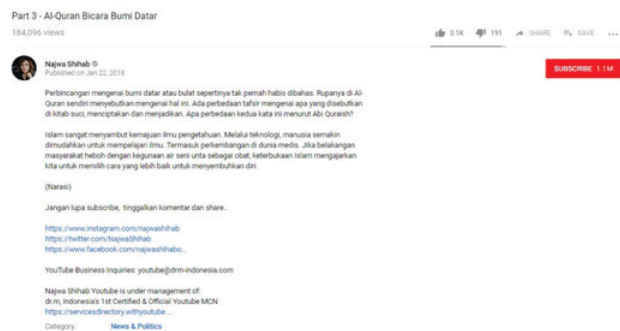 Part 3 - Al-Quran Bicara Bumi Datar
184,096 views
3.1K 191 SHARE SAVE ...
Najwa Shihab
Published on Jan 22, 2018
SUBSCRIBE 1.1M
Perbincangan mengenai bumi datar atau bulat sepertinya tak pernah habis dibahas. Rupanya di Al-
Quran sendiri menyebutkan mengenai hal ini. Ada perbedaan tafsir mengenai apa yang disebutkan
di kitab suci, menciptakan dan menjadikan. Apa perbedaan kedua kata ini menurut Abi Quraish?
Islam sangat menyambut kemajuan ilmu pengetahuan. Melalui teknologi, manusia semakin
dimudahkan untuk mempelajari ilmu. Termasuk perkembangan di dunia medis. Jika belakangan
masyarakat heboh dengan kegunaan air seni unta sebagai obat, keterbukaan Islam mengajarkan
kita untuk memilih cara yang lebih baik untuk menyembuhkan diri.
(Narasi)
Jangan lupa subscribe, tinggalkan komentar dan share..
https://www.instagram.com/najwashihab
https://twitter.com/NajwaShihab
https://www.facebook.com/najwashihabo...
YouTube Business Inquiries: youtube@drm-indonesia.com
Najwa Shihab Youtube is under management of:
dr.m, Indonesia's 1st Certified & Official Youtube MCN
https://servicesdirectory.withyoutube...
Category News & Politics